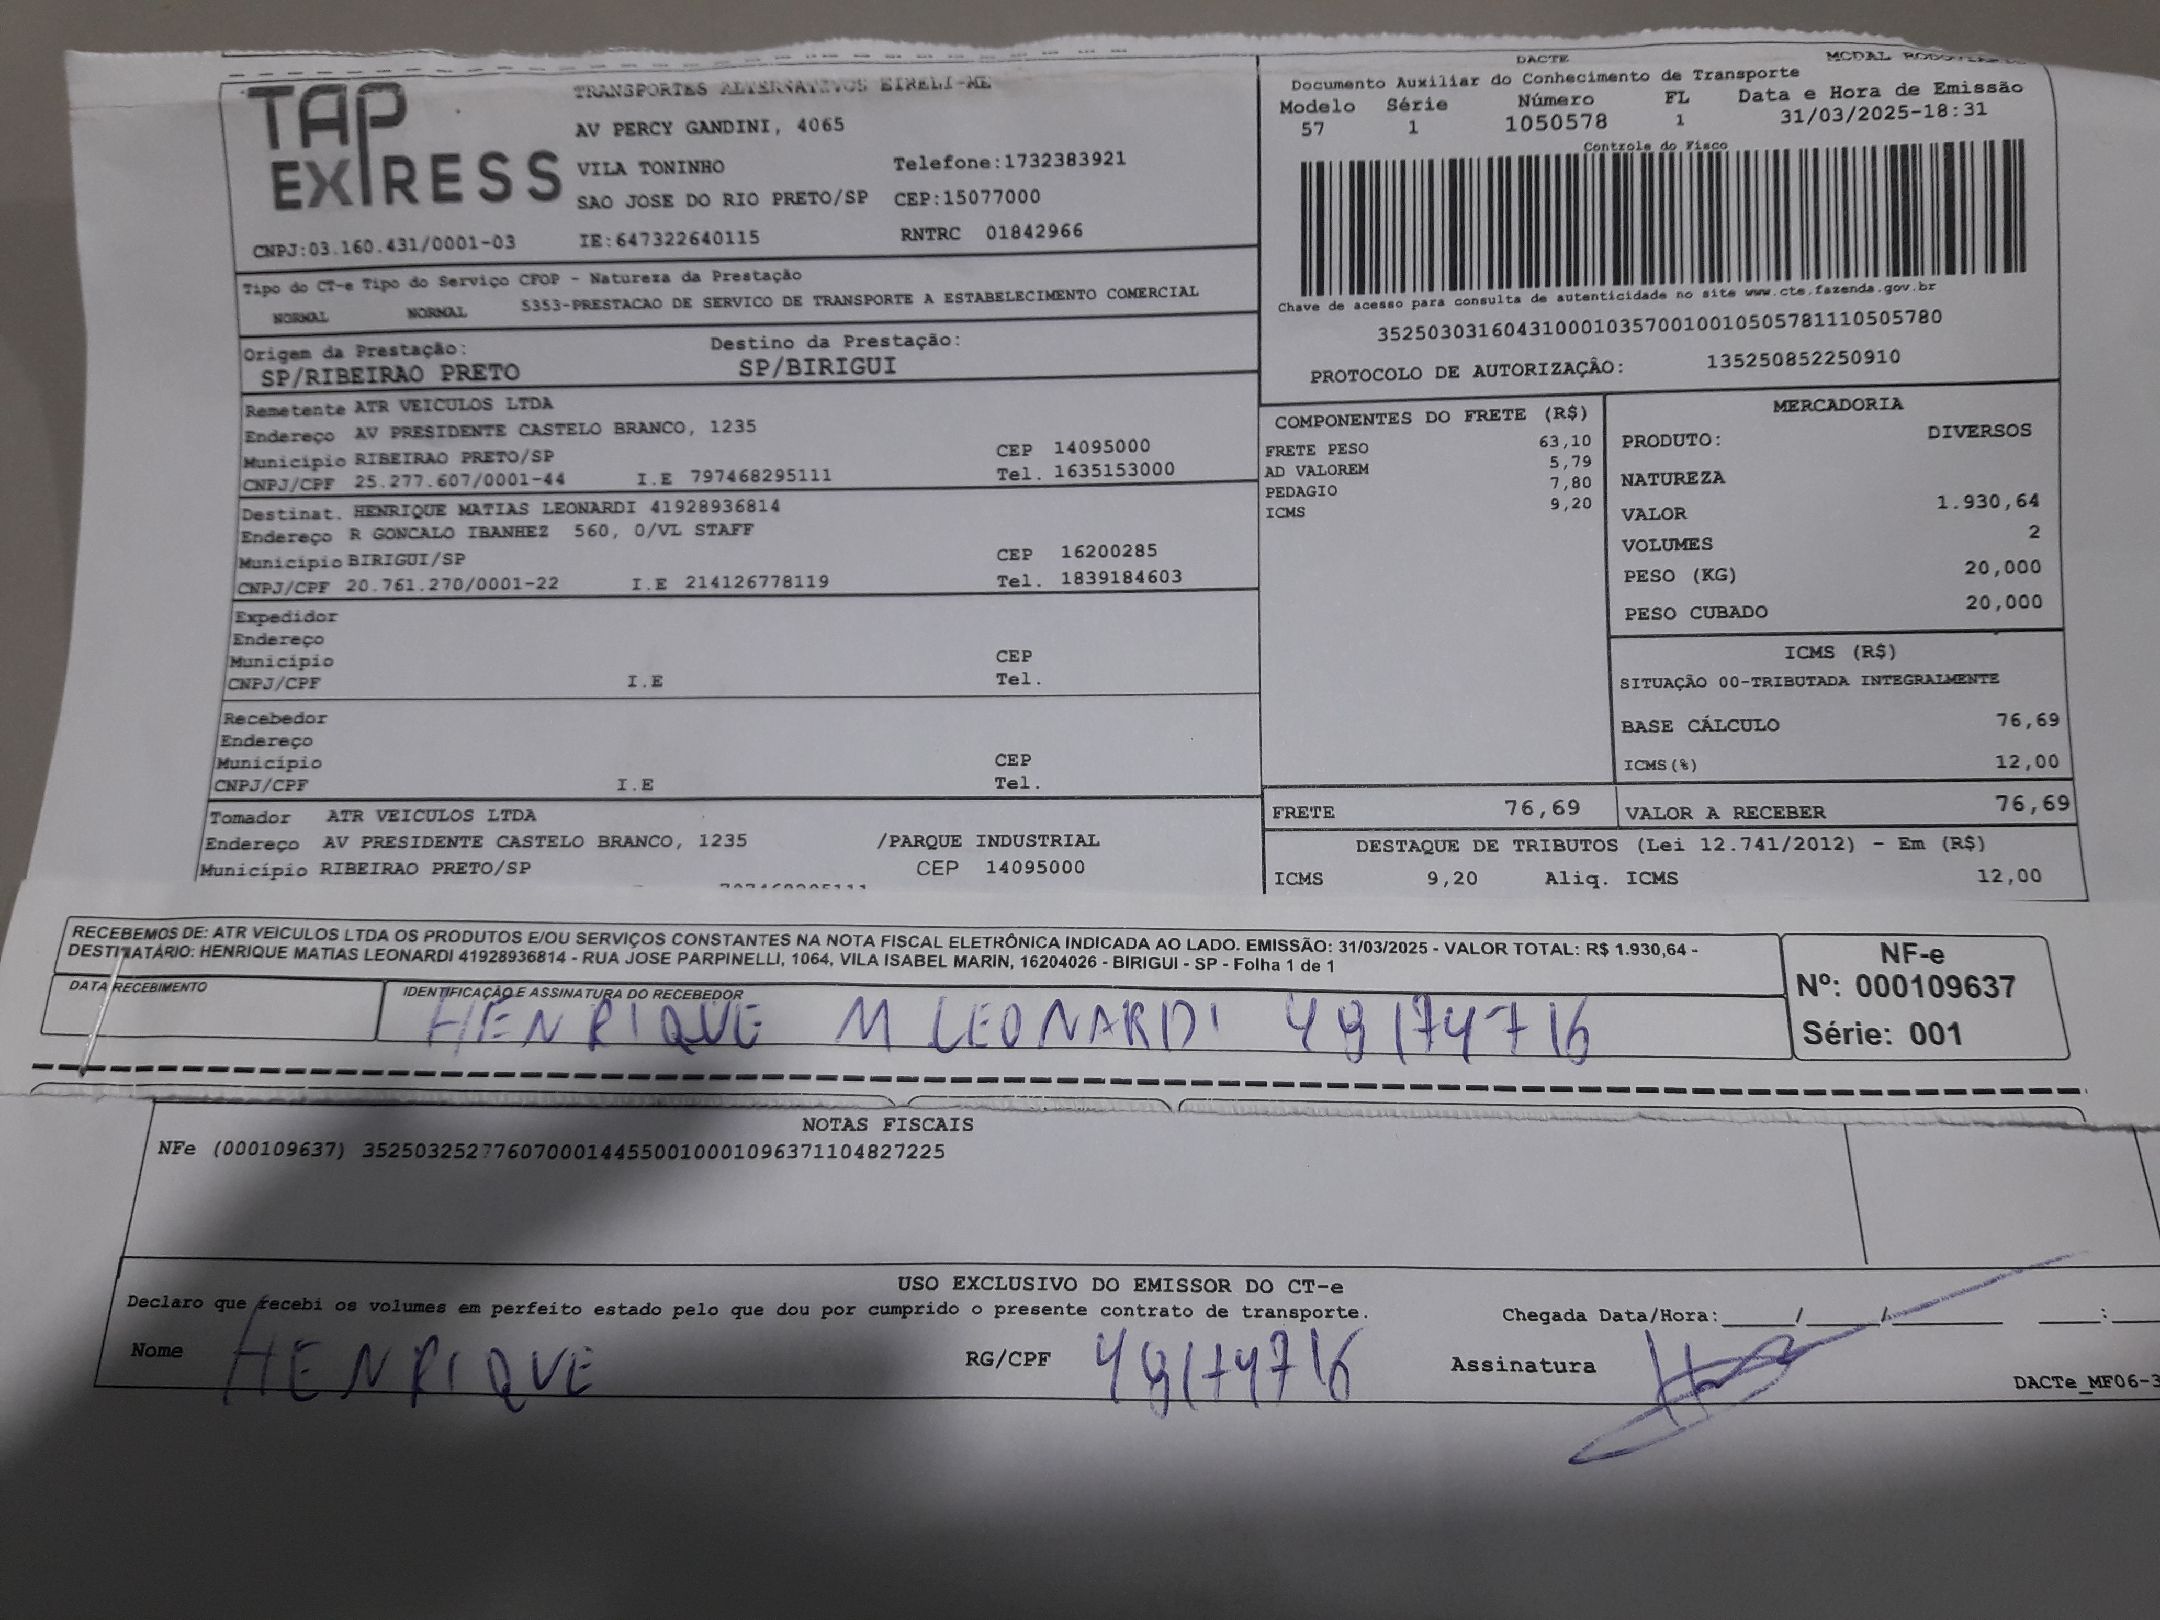 TAP EXPRESS
TRANSPORTES ALTERNATIVOS EIRELI-ME
AV PERCY GANDINI, 4065
VILA TONINHO Telefone:1732383921
SAO JOSE DO RIO PRETO/SP CEP:15077000
CNPJ:03.160.431/0001-03 IE:647322640115 RNTRC 01842966
DACTE MODAL
Documento Auxiliar do Conhecimento de Transporte
Modelo Série Número FL Data e Hora de Emissão
57 1 1050578 1 31/03/2025-18:31
Controle do Fisco
Chave de acesso para consulta de autenticidade no site www.cte.fazenda.gov.br
35250303160431000103570010010505781110505780
PROTOCOLO DE AUTORIZAÇÃO: 135250852250910
Tipo do CT-e Tipo do Serviço CFOP - Natureza da Prestação
NORMAL NORMAL 5353-PRESTACAO DE SERVICO DE TRANSPORTE A ESTABELECIMENTO COMERCIAL
Origem da Prestação: Destino da Prestação:
SP/RIBEIRAO PRETO SP/BIRIGUI
Remetente ATR VEICULOS LTDA
Endereço AV PRESIDENTE CASTELO BRANCO, 1235
Município RIBEIRAO PRETO/SP CEP 14095000
CNPJ/CPF 25.277.607/0001-44 I.E 797468295111 Tel. 1635153000
Destinat. HENRIQUE MATIAS LEONARDI 41928936814
Endereço R GONCALO IBANHEZ 560, 0/VL STAFF
Município BIRIGUI/SP CEP 16200285
CNPJ/CPF 20.761.270/0001-22 I.E 214126778119 Tel. 1839184603
Expedidor
Endereço
Município CEP
CNPJ/CPF I.E Tel.
Recebedor
Endereço
Município CEP
CNPJ/CPF I.E Tel.
Tomador ATR VEICULOS LTDA
Endereço AV PRESIDENTE CASTELO BRANCO, 1235 /PARQUE INDUSTRIAL
Município RIBEIRAO PRETO/SP CEP 14095000
COMPONENTES DO FRETE (R$)
FRETE PESO 63,10
AD VALOREM 5,79
PEDAGIO 7,80
ICMS 9,20
MERCADORIA
PRODUTO: DIVERSOS
NATUREZA
VALOR 1.930,64
VOLUMES 2
PESO (KG) 20,000
PESO CUBADO 20,000
ICMS (R$)
SITUAÇÃO 00-TRIBUTADA INTEGRALMENTE
BASE CÁLCULO 76,69
ICMS(%) 12,00
FRETE 76,69 VALOR A RECEBER 76,69
DESTAQUE DE TRIBUTOS (Lei 12.741/2012) - Em (R$)
ICMS 9,20 Aliq. ICMS 12,00
RECEBEMOS DE: ATR VEICULOS LTDA OS PRODUTOS E/OU SERVIÇOS CONSTANTES NA NOTA FISCAL ELETRÔNICA INDICADA AO LADO. EMISSÃO: 31/03/2025 - VALOR TOTAL: R$ 1.930,64 -
DESTINATÁRIO: HENRIQUE MATIAS LEONARDI 41928936814 - RUA JOSE PARPINELLI, 1064, VILA ISABEL MARIN, 16204026 - BIRIGUI - SP - Folha 1 de 1
DATA RECEBIMENTO IDENTIFICAÇÃO E ASSINATURA DO RECEBEDOR
HENRIQUE M LEONARDI 49174716
NF-e
Nº: 000109637
Série: 001
NOTAS FISCAIS
NFe (000109637) 35250325277607000144550010001096371104827225
USO EXCLUSIVO DO EMISSOR DO CT-e
Declaro que recebi os volumes em perfeito estado pelo que dou por cumprido o presente contrato de transporte. Chegada Data/Hora:____/____/______ ___:
Nome HENRIQUE RG/CPF 49174716 Assinatura
DACTe_MF06-3